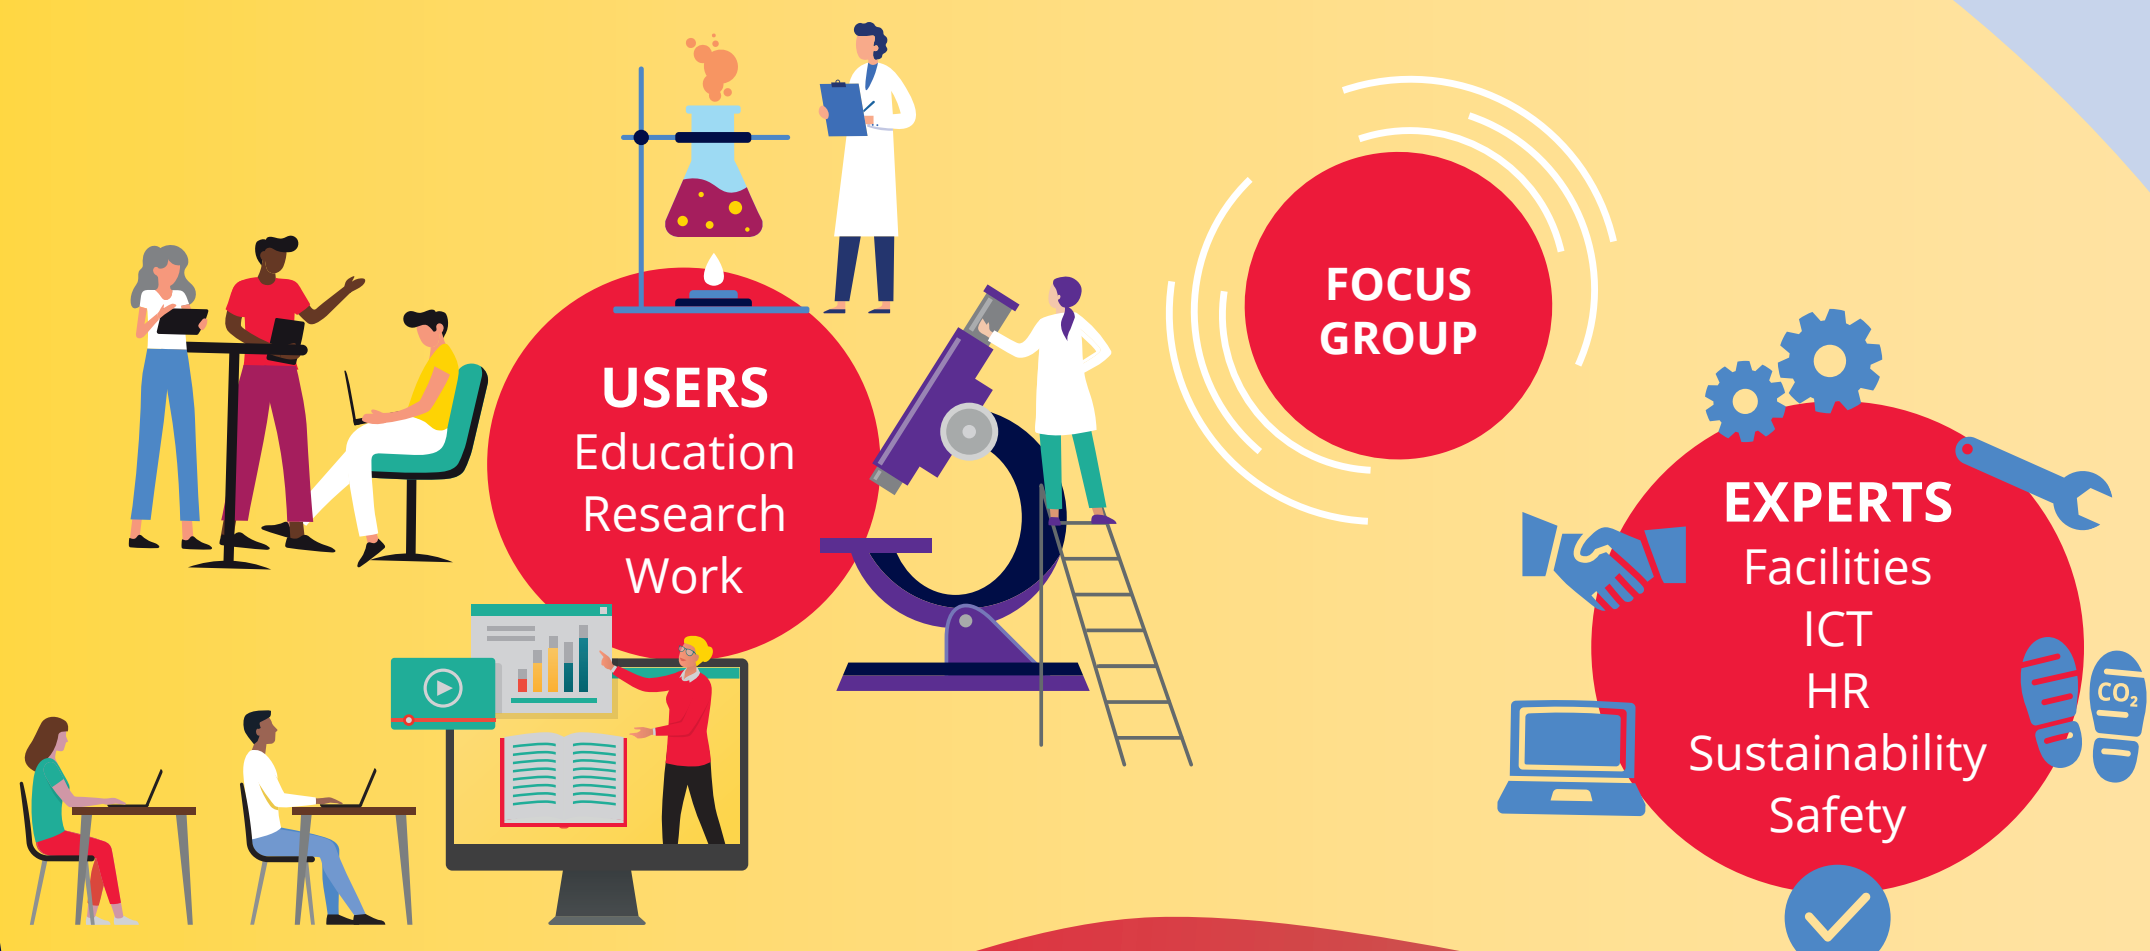 USERS
Education
Research
Work
FOCUS
GROUP
EXPERTS
Facilities
ICT
HR
Sustainability
Safety
CO₂